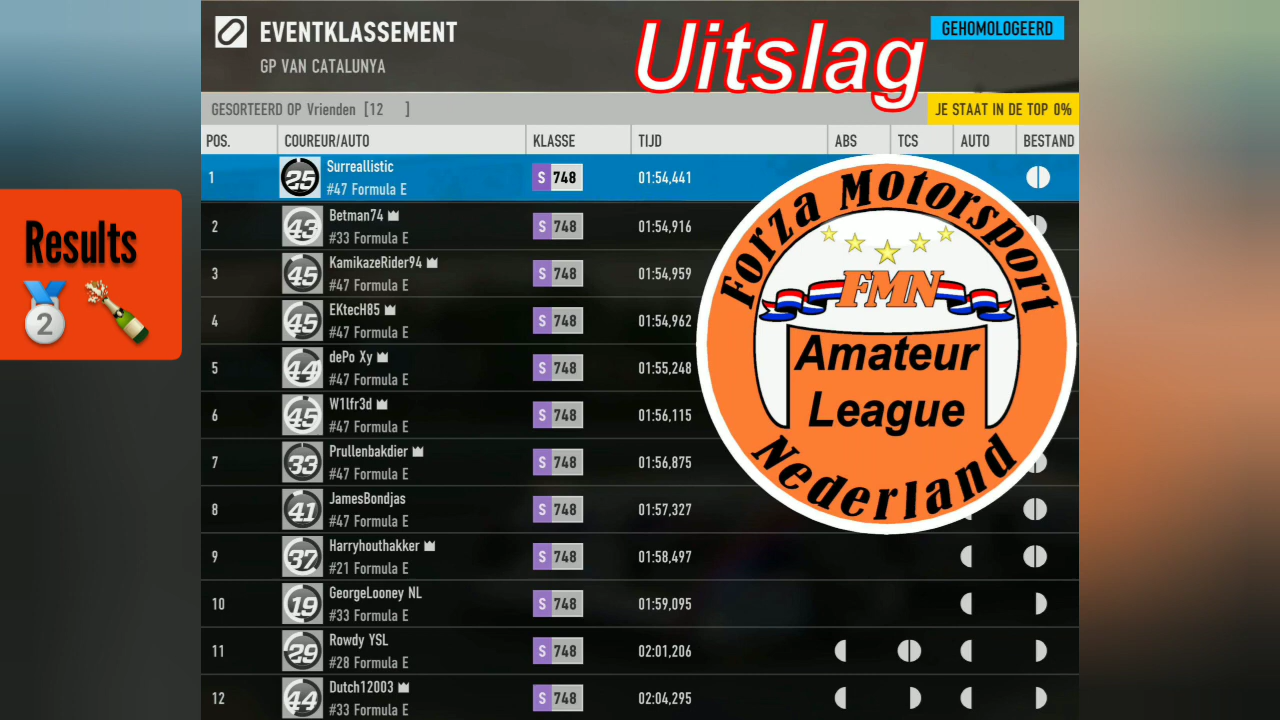 EVENTKLASSEMENT
GP VAN CATALUNYA
Uitslag
GEHOMOLOGEERD
GESORTEERD OP Vrienden [12 ]
JE STAAT IN DE TOP 0%
POS. COUREUR/AUTO KLASSE TIJD ABS TCS AUTO BESTAND
1 25 Surreallistic S 748 01:54,441
#47 Formula E
2 43 Betman74 S 748 01:54,916
#33 Formula E
3 45 KamikazeRider94 S 748 01:54,959
#47 Formula E
4 45 EKtecH85 S 748 01:54,962
#47 Formula E
5 44 dePo Xy S 748 01:55,248
#47 Formula E
6 45 W1lfr3d S 748 01:56,115
#47 Formula E
7 33 Prullenbakdier S 748 01:56,875
#47 Formula E
8 41 JamesBondjas S 748 01:57,327
#47 Formula E
9 37 Harryhouthakker S 748 01:58,497
#21 Formula E
10 19 GeorgeLooney NL S 748 01:59,095
#33 Formula E
11 29 Rowdy YSL S 748 02:01,206
#28 Formula E
12 44 Dutch12003 S 748 02:04,295
#33 Formula E
Results
2
Forza Motorsport
FMN
Amateur
League
Nederland